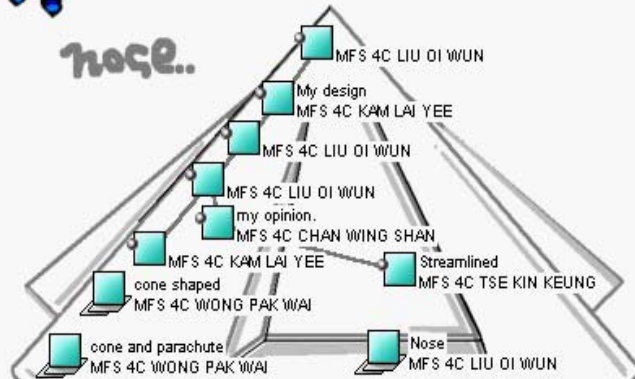 nose..
MFS 4C LIU OI WUN
My design
MFS 4C KAM LAI YEE
MFS 4C LIU OI WUN
MFS 4C LIU OI WUN
my opinion.
MFS 4C CHAN WING SHAN
MFS 4C KAM LAI YEE
Streamlined
MFS 4C TSE KIN KEUNG
cone shaped
MFS 4C WONG PAK WAI
cone and parachute
MFS 4C WONG PAK WAI
Nose
MFS 4C LIU OI WUN